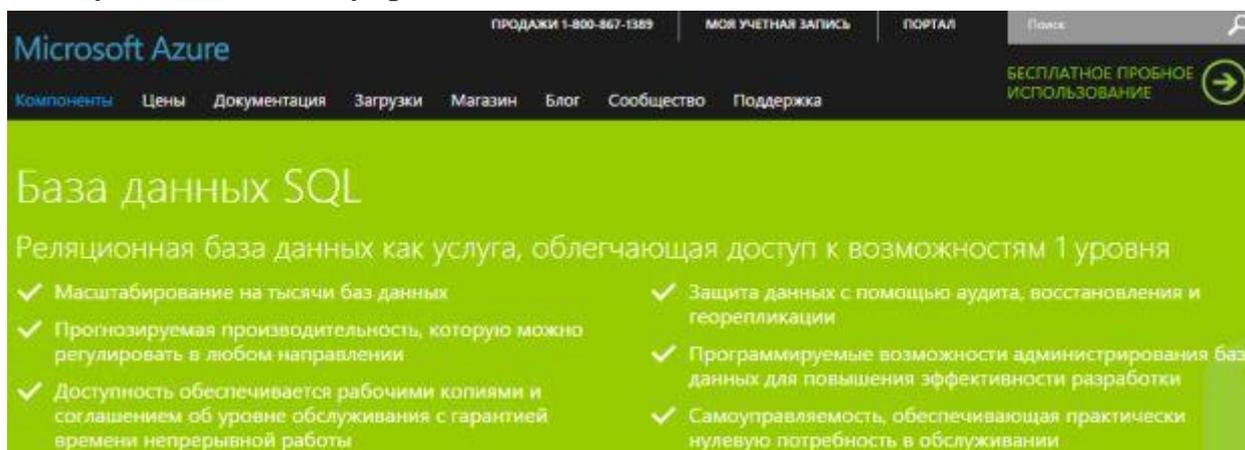 ПРОДАЖИ 1-800-867-1389 МОЯ УЧЕТНАЯ ЗАПИСЬ ПОРТАЛ Поиск
Microsoft Azure
БЕСПЛАТНОЕ ПРОБНОЕ
ИСПОЛЬЗОВАНИЕ
Компоненты Цены Документация Загрузки Магазин Блог Сообщество Поддержка
База данных SQL
Реляционная база данных как услуга, облегчающая доступ к возможностям 1 уровня
Масштабирование на тысячи баз данных
Прогнозируемая производительность, которую можно
регулировать в любом направлении
Доступность обеспечивается рабочими копиями и
соглашением об уровне обслуживания с гарантией
времени непрерывной работы
Защита данных с помощью аудита, восстановления и
георепликации
Программируемые возможности администрирования баз
данных для повышения эффективности разработки
Самоуправляемость, обеспечивающая практически
нулевую потребность в обслуживании